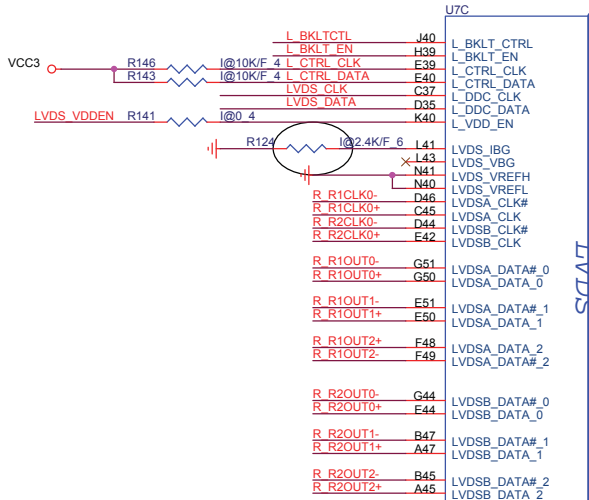 U7C
L_BKLTCTL J40 L_BKLT_CTRL
L_BKLT_EN H39 L_BKLT_EN
VCC3 R146 I@10K/F_4 L_CTRL_CLK E39 L_CTRL_CLK
R143 I@10K/F_4 L_CTRL_DATA E40 L_CTRL_DATA
LVDS_CLK C37 L_DDC_CLK
LVDS_DATA D35 L_DDC_DATA
LVDS_VDDEN R141 I@0_4 K40 L_VDD_EN
R124 I@2.4K/F_6 L41 LVDS_IBG
L43 LVDS_VBG
N41 LVDS_VREFH
N40 LVDS_VREFL
R_R1CLK0- D46 LVDSA_CLK#
R_R1CLK0+ C45 LVDSA_CLK
R_R2CLK0- D44 LVDSB_CLK#
R_R2CLK0+ E42 LVDSB_CLK
LVDS
R_R1OUT0- G51 LVDSA_DATA#_0
R_R1OUT0+ G50 LVDSA_DATA_0
R_R1OUT1- E51 LVDSA_DATA#_1
R_R1OUT1+ E50 LVDSA_DATA_1
R_R1OUT2+ F48 LVDSA_DATA_2
R_R1OUT2- F49 LVDSA_DATA#_2
R_R2OUT0- G44 LVDSB_DATA#_0
R_R2OUT0+ E44 LVDSB_DATA_0
R_R2OUT1- B47 LVDSB_DATA#_1
R_R2OUT1+ A47 LVDSB_DATA_1
R_R2OUT2- B45 LVDSB_DATA#_2
R_R2OUT2+ A45 LVDSB_DATA_2